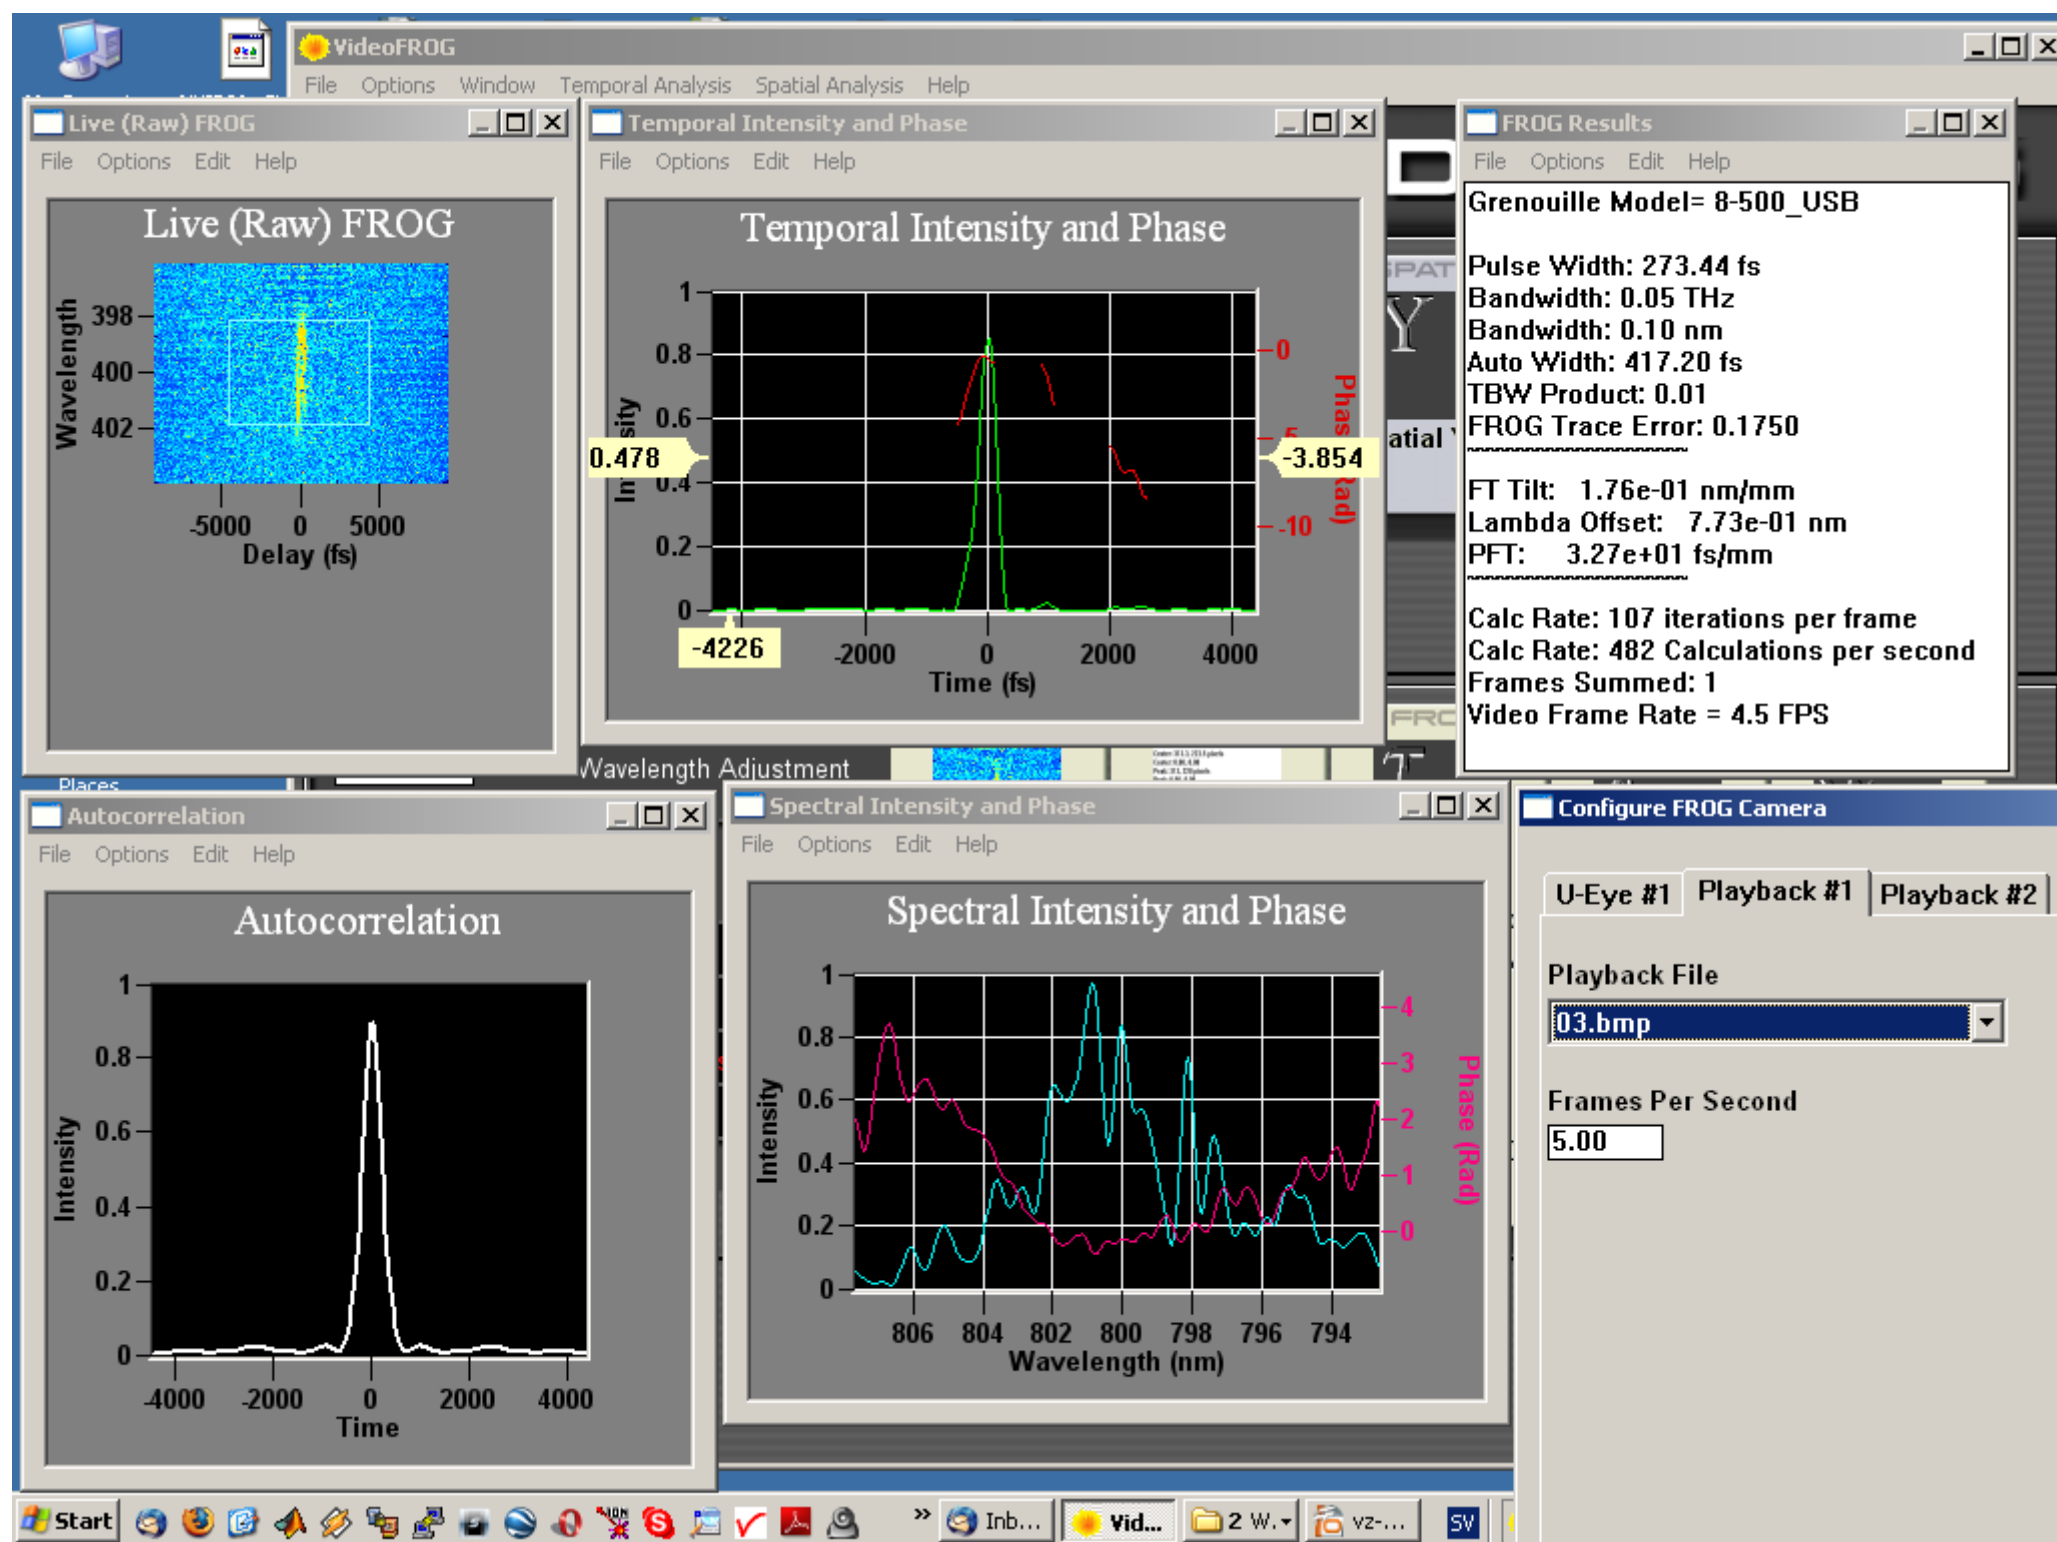 VideoFROG
File Options Window Temporal Analysis Spatial Analysis Help
Live (Raw) FROG
File Options Edit Help
Live (Raw) FROG
Wavelength
398
400
402
-5000 0 5000
Delay (fs)
Temporal Intensity and Phase
File Options Edit Help
Temporal Intensity and Phase
Intensity
1
0.8
0.6
0.4
0.2
0
0.478
-4226
-2000 0 2000 4000
Time (fs)
0
-5
-10
-3.854
Phase (Rad)
FROG Results
File Options Edit Help
Grenouille Model= 8-500_USB
Pulse Width: 273.44 fs
Bandwidth: 0.05 THz
Bandwidth: 0.10 nm
Auto Width: 417.20 fs
TBW Product: 0.01
FROG Trace Error: 0.1750
~~~~~~~~~~~~~~~~~~~~
FT Tilt: 1.76e-01 nm/mm
Lambda Offset: 7.73e-01 nm
PFT: 3.27e+01 fs/mm
~~~~~~~~~~~~~~~~~~~~
Calc Rate: 107 iterations per frame
Calc Rate: 482 Calculations per second
Frames Summed: 1
Video Frame Rate = 4.5 FPS
D
SPAT
Y
atial
FRO
Wavelength Adjustment
Places
Autocorrelation
File Options Edit Help
Autocorrelation
Intensity
1
0.8
0.6
0.4
0.2
0
-4000 -2000 0 2000 4000
Time
Spectral Intensity and Phase
File Options Edit Help
Spectral Intensity and Phase
Intensity
1
0.8
0.6
0.4
0.2
0
806 804 802 800 798 796 794
Wavelength (nm)
4
3
2
1
0
Phase (Rad)
Configure FROG Camera
U-Eye #1 Playback #1 Playback #2
Playback File
03.bmp
Frames Per Second
5.00
Start » Inb... Vid... 2 W. vz-... SV